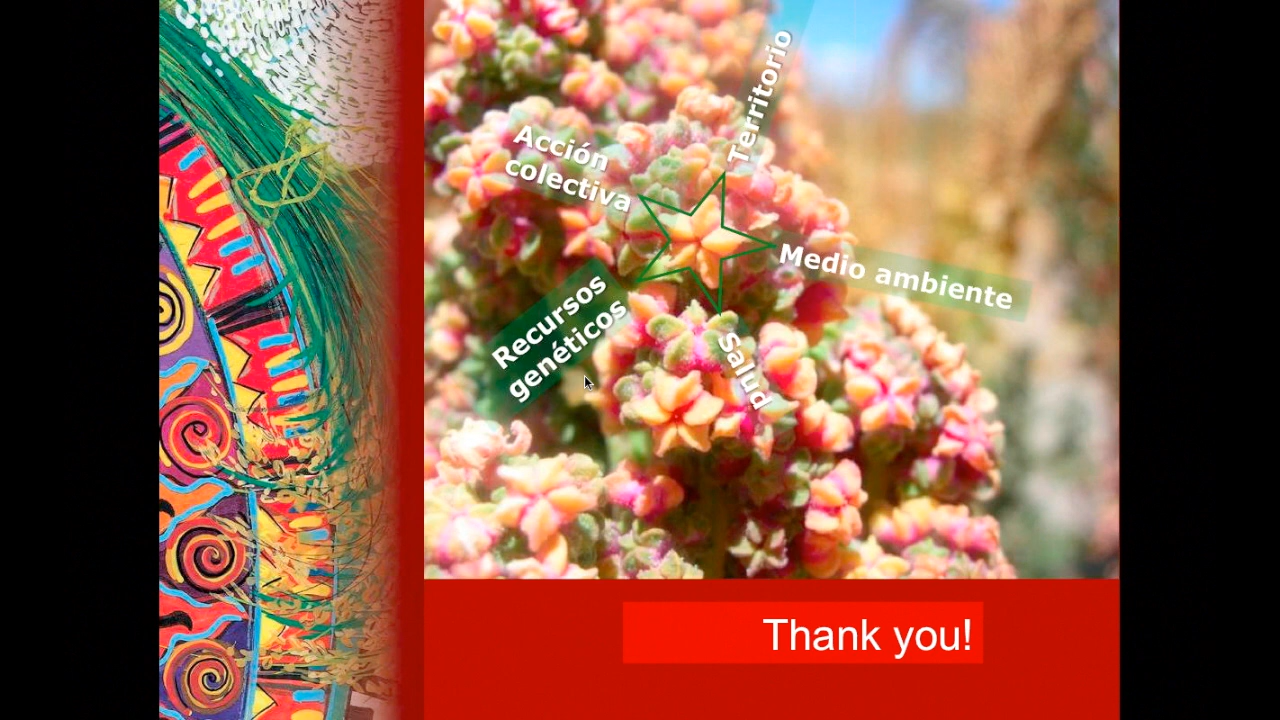 Territorio
Acción
colectiva
Medio ambiente
Recursos
genéticos
Salud
Thank you!